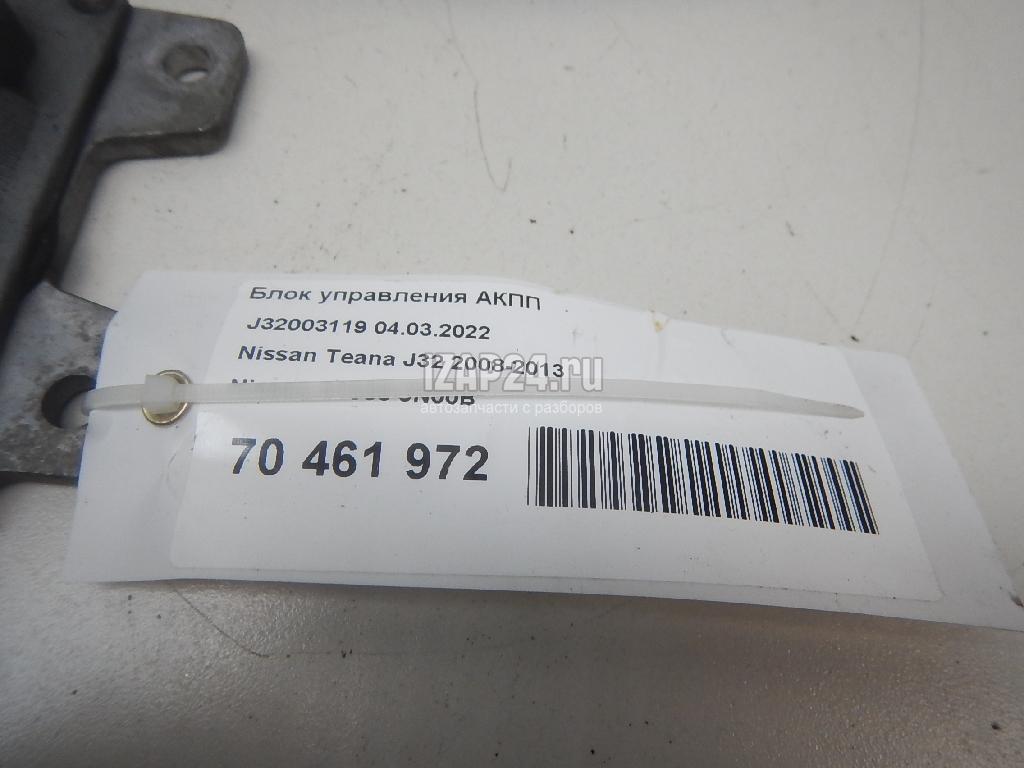 Блок управления АКПП
J32003119 04.03.2022
Nissan Teana J32 2008-2013
IZAP24.ru
автозапчасти с разборов
70 461 972